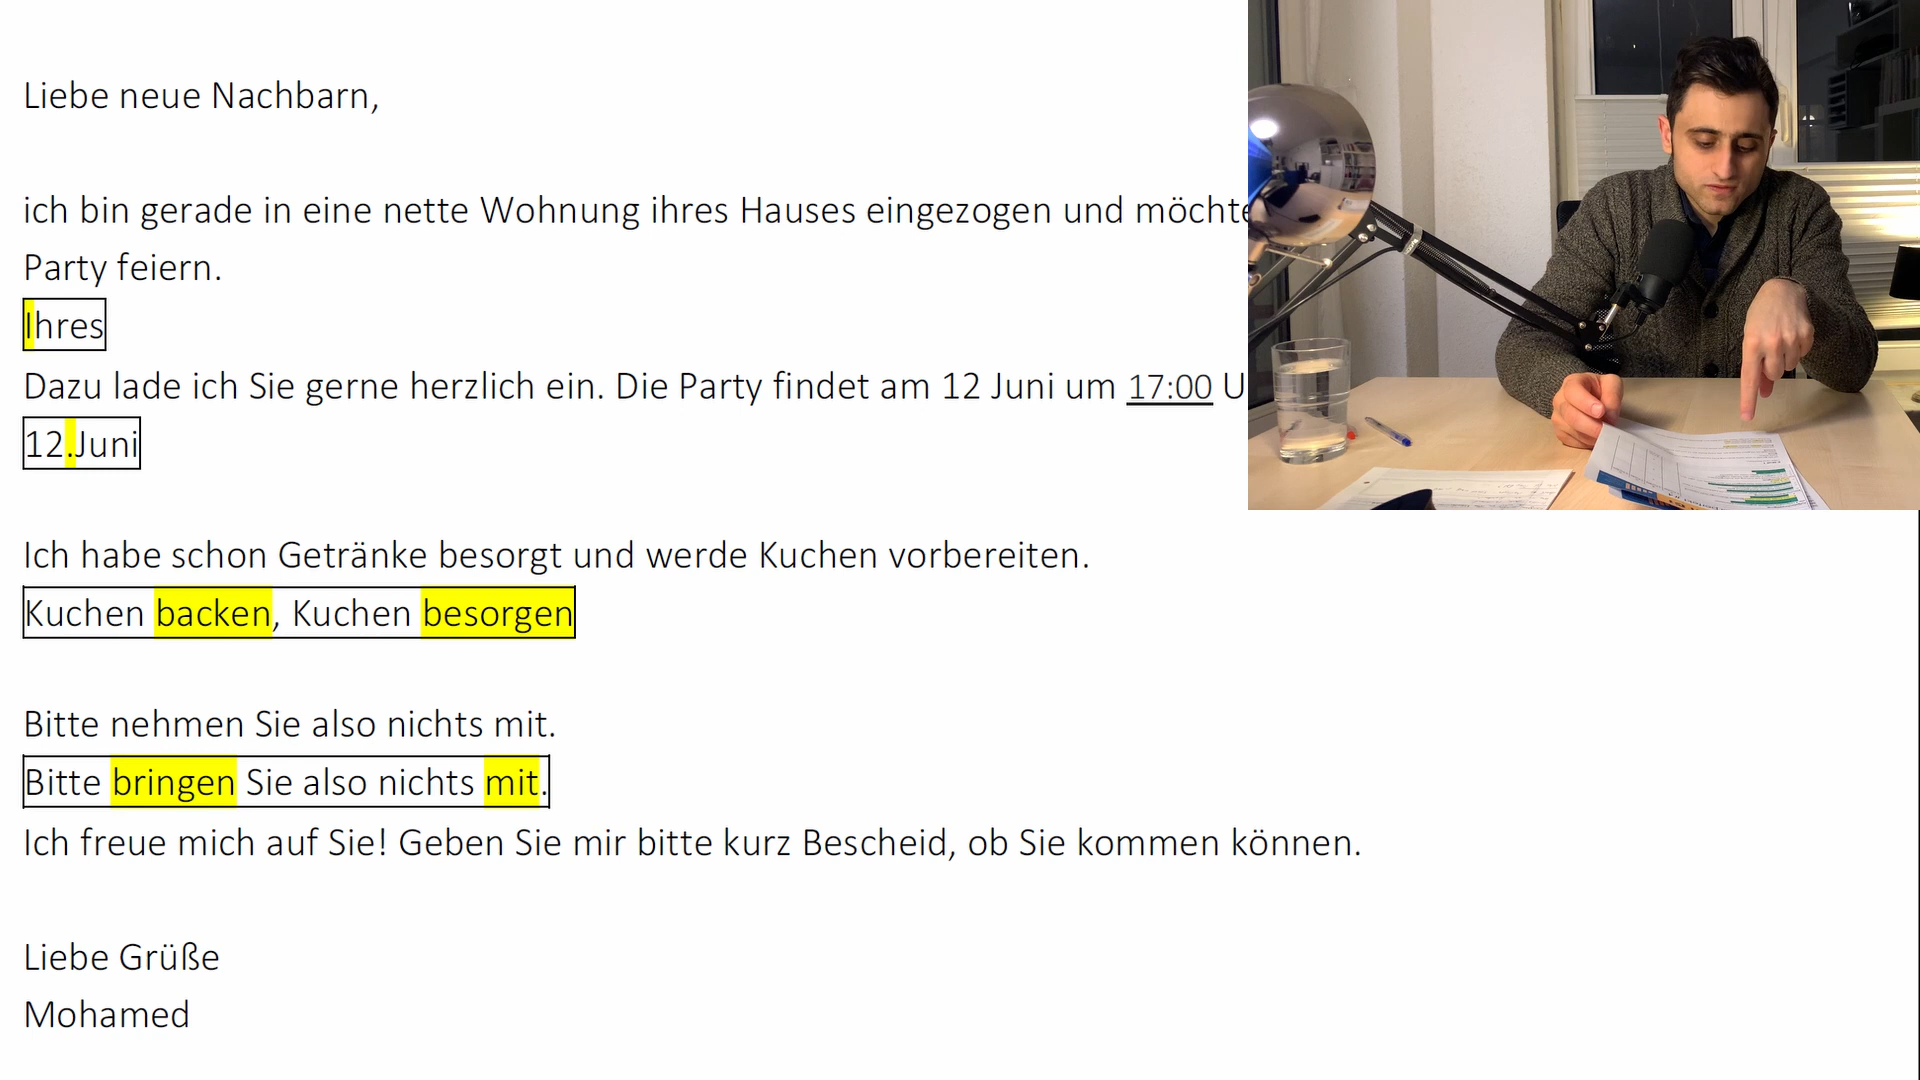 Liebe neue Nachbarn,
ich bin gerade in eine nette Wohnung ihres Hauses eingezogen und möchte
Party feiern.
Ihres
Dazu lade ich Sie gerne herzlich ein. Die Party findet am 12 Juni um 17:00 U
12.Juni
Ich habe schon Getränke besorgt und werde Kuchen vorbereiten.
Kuchen backen, Kuchen besorgen
Bitte nehmen Sie also nichts mit.
Bitte bringen Sie also nichts mit.
Ich freue mich auf Sie! Geben Sie mir bitte kurz Bescheid, ob Sie kommen können.
Liebe Grüße
Mohamed